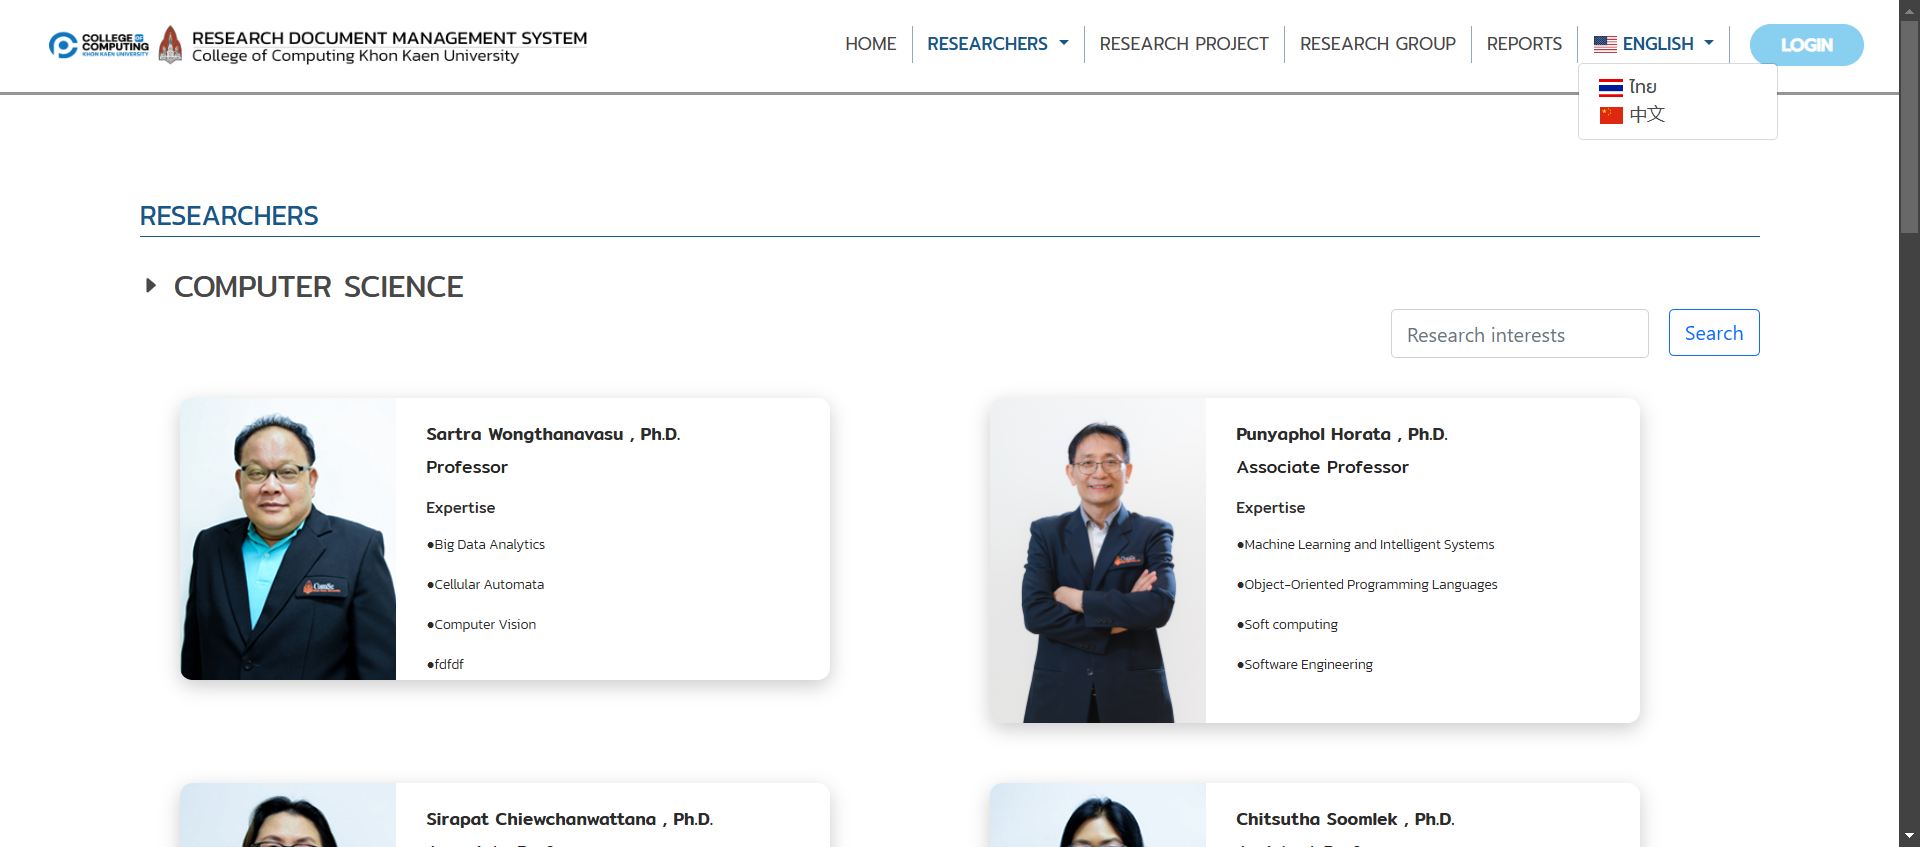 COLLEGE OF
COMPUTING
KHON KAEN UNIVERSITY
RESEARCH DOCUMENT MANAGEMENT SYSTEM
College of Computing Khon Kaen University
HOME
RESEARCHERS
RESEARCH PROJECT
RESEARCH GROUP
REPORTS
ENGLISH
LOGIN
ไทย
中文
RESEARCHERS
COMPUTER SCIENCE
Research interests
Search
Sartra Wongthanavasu , Ph.D.
Professor
Expertise
●Big Data Analytics
●Cellular Automata
●Computer Vision
●fdfdf
ComSc
Punyaphol Horata , Ph.D.
Associate Professor
Expertise
●Machine Learning and Intelligent Systems
●Object-Oriented Programming Languages
●Soft computing
●Software Engineering
Sirapat Chiewchanwattana , Ph.D.
Chitsutha Soomlek , Ph.D.